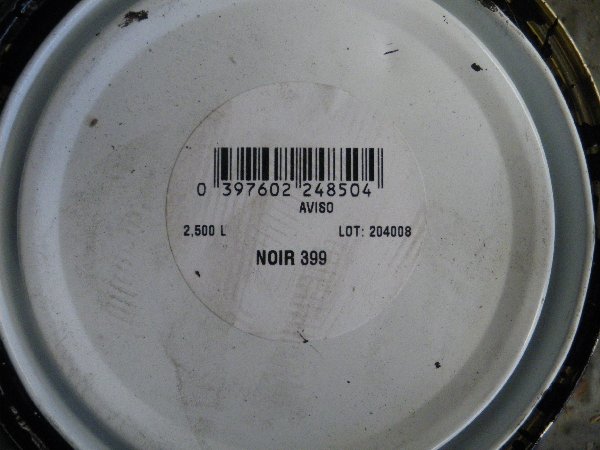 0 397602 248504
AVISO
2,500 L LOT: 204008
NOIR 399